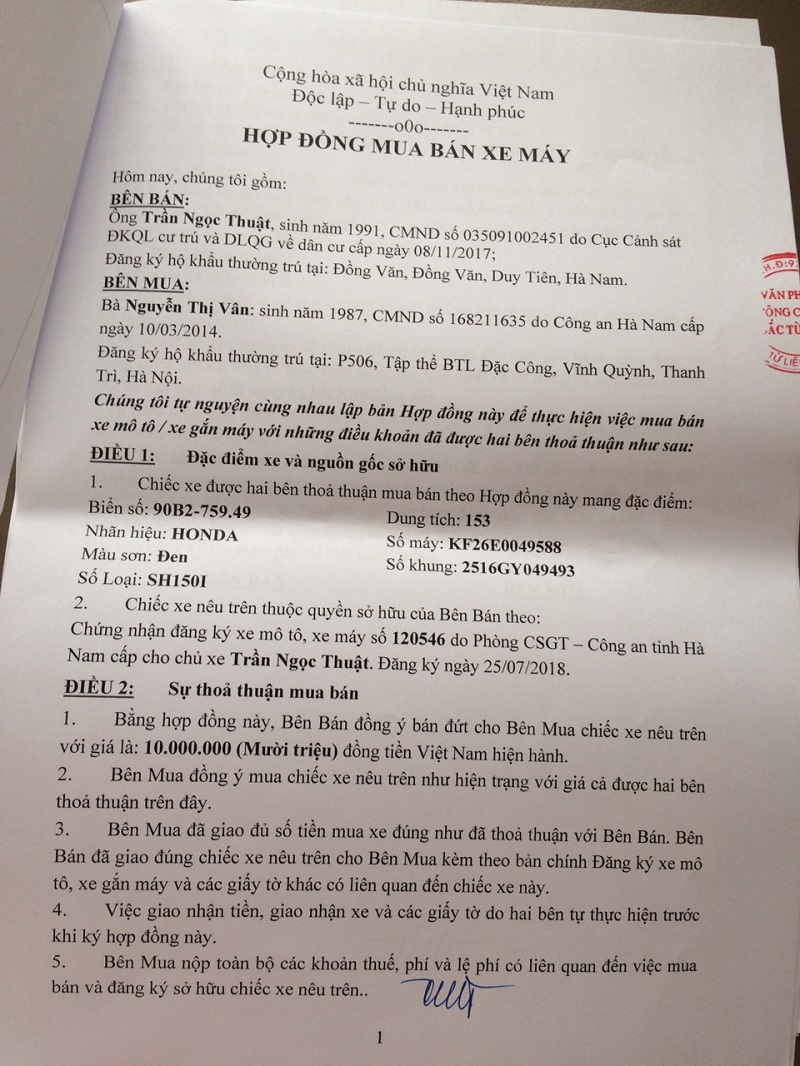 Cộng hòa xã hội chủ nghĩa Việt Nam
Độc lập – Tự do – Hạnh phúc
-------o0o-------
HỢP ĐỒNG MUA BÁN XE MÁY
Hôm nay, chúng tôi gồm:
BÊN BÁN:
Ông Trần Ngọc Thuật, sinh năm 1991, CMND số 035091002451 do Cục Cảnh sát
ĐKQL cư trú và DLQG về dân cư cấp ngày 08/11/2017;
Đăng ký hộ khẩu thường trú tại: Đồng Văn, Đồng Văn, Duy Tiên, Hà Nam.
BÊN MUA:
Bà Nguyễn Thị Vân: sinh năm 1987, CMND số 168211635 do Công an Hà Nam cấp
ngày 10/03/2014.
Đăng ký hộ khẩu thường trú tại: P506, Tập thể BTL Đặc Công, Vĩnh Quỳnh, Thanh
Trì, Hà Nội.
Chúng tôi tự nguyện cùng nhau lập bản Hợp đồng này để thực hiện việc mua bán
xe mô tô / xe gắn máy với những điều khoản đã được hai bên thoả thuận như sau:
ĐIỀU 1: Đặc điểm xe và nguồn gốc sở hữu
1. Chiếc xe được hai bên thoả thuận mua bán theo Hợp đồng này mang đặc điểm:
Biển số: 90B2-759.49
Nhãn hiệu: HONDA
Màu sơn: Đen
Số Loại: SH150I
Dung tích: 153
Số máy: KF26E0049588
Số khung: 2516GY049493
2. Chiếc xe nêu trên thuộc quyền sở hữu của Bên Bán theo:
Chứng nhận đăng ký xe mô tô, xe máy số 120546 do Phòng CSGT – Công an tỉnh Hà
Nam cấp cho chủ xe Trần Ngọc Thuật. Đăng ký ngày 25/07/2018.
ĐIỀU 2: Sự thoả thuận mua bán
1. Bằng hợp đồng này, Bên Bán đồng ý bán đứt cho Bên Mua chiếc xe nêu trên
với giá là: 10.000.000 (Mười triệu) đồng tiền Việt Nam hiện hành.
2. Bên Mua đồng ý mua chiếc xe nêu trên như hiện trạng với giá cả được hai bên
thoả thuận trên đây.
3. Bên Mua đã giao đủ số tiền mua xe đúng như đã thoả thuận với Bên Bán. Bên
Bán đã giao đúng chiếc xe nêu trên cho Bên Mua kèm theo bản chính Đăng ký xe mô
tô, xe gắn máy và các giấy tờ khác có liên quan đến chiếc xe này.
4. Việc giao nhận tiền, giao nhận xe và các giấy tờ do hai bên tự thực hiện trước
khi ký hợp đồng này.
5. Bên Mua nộp toàn bộ các khoản thuế, phí và lệ phí có liên quan đến việc mua
bán và đăng ký sở hữu chiếc xe nêu trên..
1
VĂN PH
ÔNG C
ẮC TỪ
TỪ LIÊ